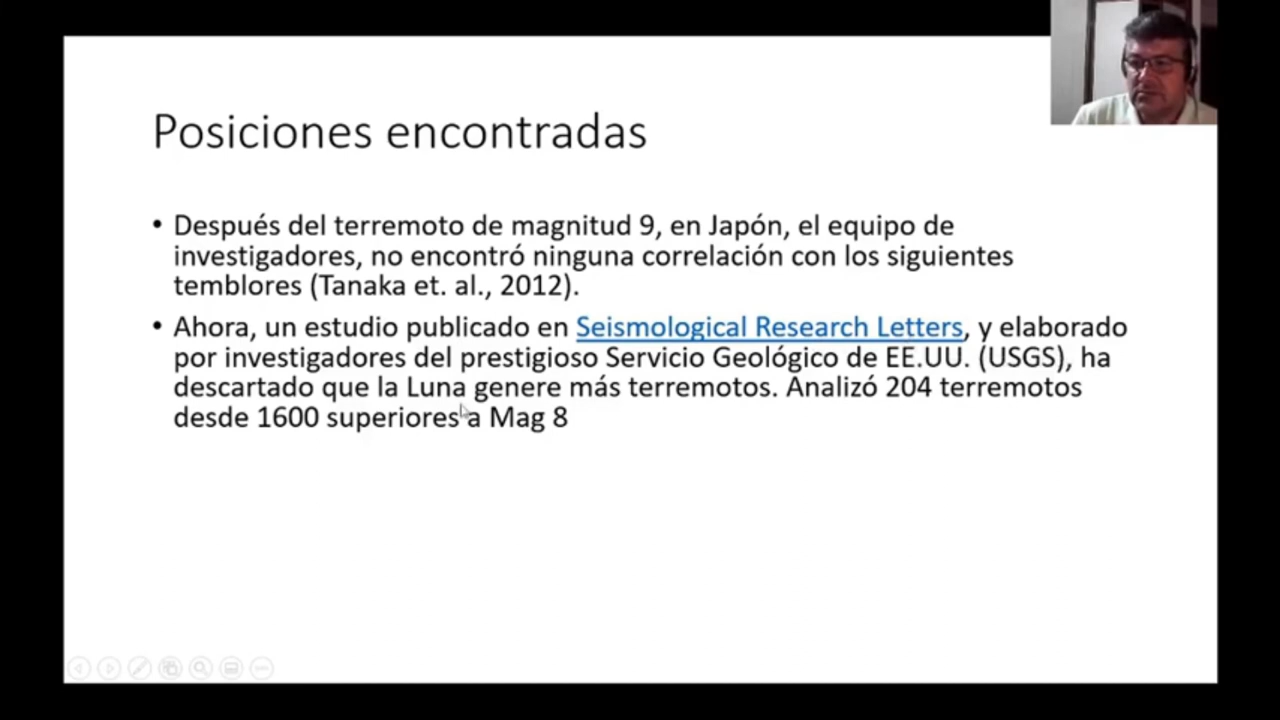 Posiciones encontradas
• Después del terremoto de magnitud 9, en Japón, el equipo de
investigadores, no encontró ninguna correlación con los siguientes
temblores (Tanaka et. al., 2012).
• Ahora, un estudio publicado en Seismological Research Letters, y elaborado
por investigadores del prestigioso Servicio Geológico de EE.UU. (USGS), ha
descartado que la Luna genere más terremotos. Analizó 204 terremotos
desde 1600 superiores a Mag 8